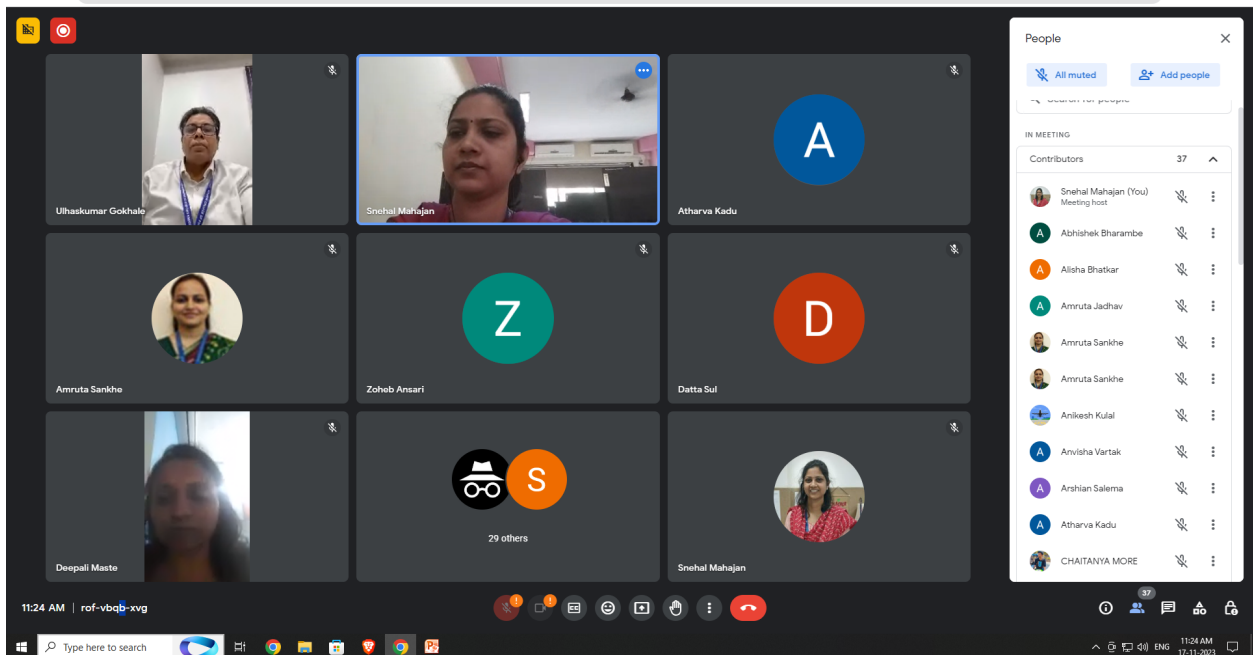 People
All muted
Add people
Search for people
IN MEETING
Contributors 37
Snehal Mahajan (You)
Meeting host
A Abhishek Bharambe
A Alisha Bhatkar
A Amruta Jadhav
Amruta Sankhe
Amruta Sankhe
Anikesh Kulal
A Anvisha Vartak
A Arshian Salema
A Atharva Kadu
CHAITANYA MORE
Ulhaskumar Gokhale
Snehal Mahajan
A
Atharva Kadu
Amruta Sankhe
Z
Zoheb Ansari
D
Datta Sul
Deepali Maste
S
29 others
Snehal Mahajan
11:24 AM | rof-vbqb-xvg
37
Type here to search
ENG
11:24 AM
17-11-2023